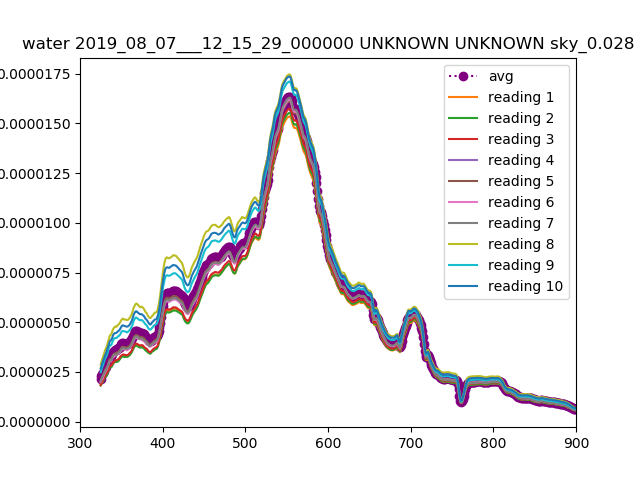 water 2019_08_07___12_15_29_000000 UNKNOWN UNKNOWN sky_0.028
0.0000175
0.0000150
0.0000125
0.0000100
0.0000075
0.0000050
0.0000025
0.0000000
300 400 500 600 700 800 900
avg
reading 1
reading 2
reading 3
reading 4
reading 5
reading 6
reading 7
reading 8
reading 9
reading 10